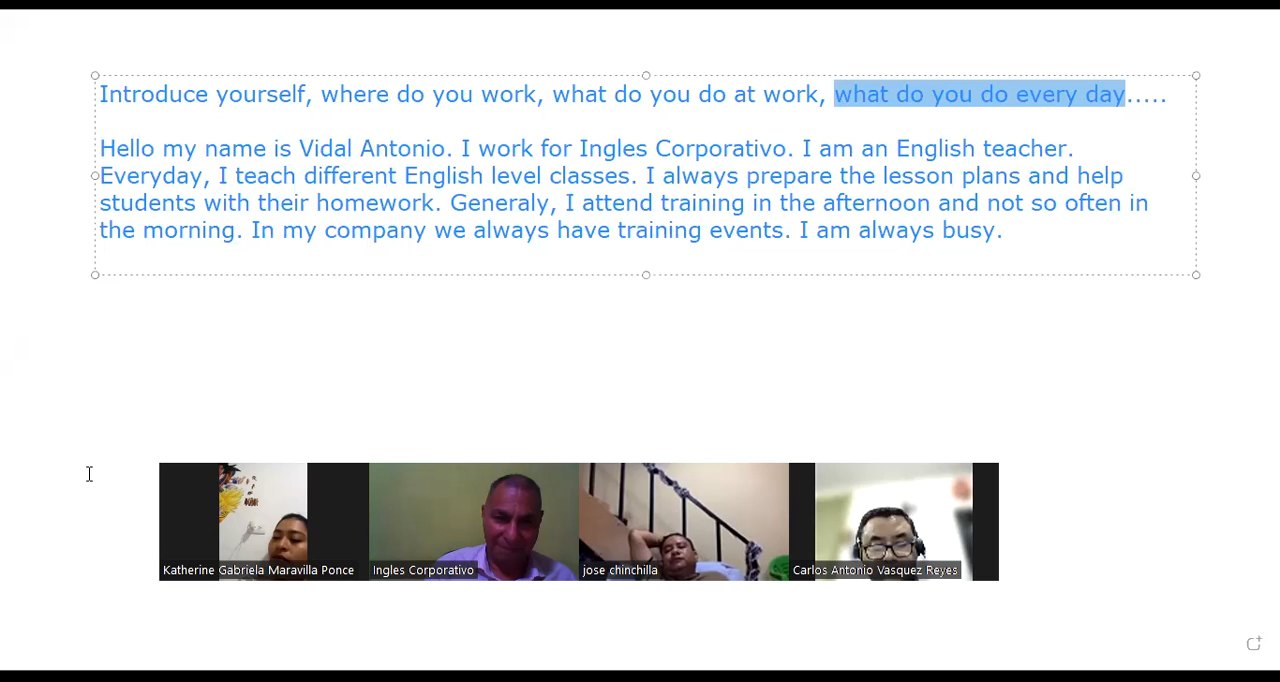 Introduce yourself, where do you work, what do you do at work, what do you do every day.....
Hello my name is Vidal Antonio. I work for Ingles Corporativo. I am an English teacher.
Everyday, I teach different English level classes. I always prepare the lesson plans and help
students with their homework. Generaly, I attend training in the afternoon and not so often in
the morning. In my company we always have training events. I am always busy.
Katherine Gabriela Maravilla Ponce
Ingles Corporativo
jose chinchilla
Carlos Antonio Vasquez Reyes